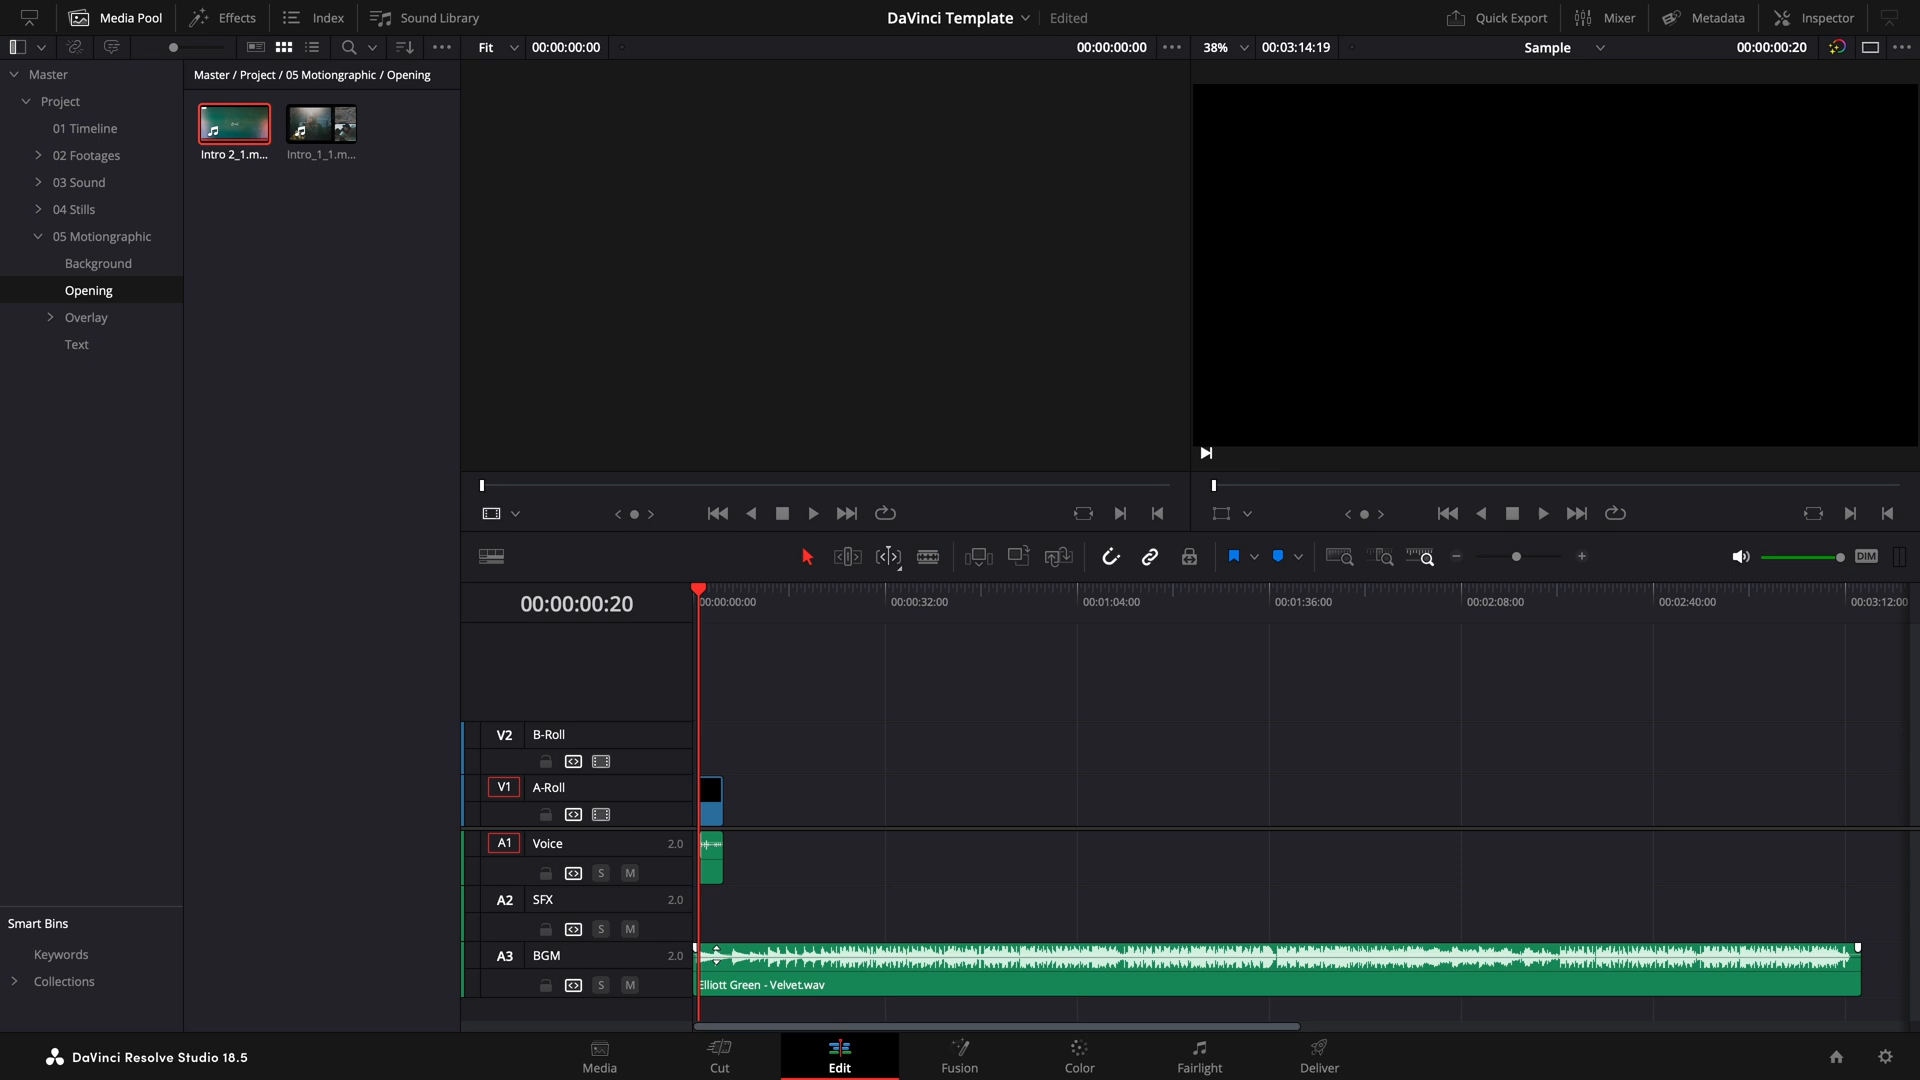 Media Pool
Effects
Index
Sound Library
DaVinci Template
Edited
Quick Export
Mixer
Metadata
Inspector
Fit
00:00:00:00
00:00:00:00
38%
00:03:14:19
Sample
00:00:00:20
Master
Project
01 Timeline
02 Footages
03 Sound
04 Stills
05 Motiongraphic
Background
Opening
Overlay
Text
Master / Project / 05 Motiongraphic / Opening
Intro 2_1.m...
Intro_1_1.m...
DIM
00:00:00:20
00:00:00:00
00:00:32:00
00:01:04:00
00:01:36:00
00:02:08:00
00:02:40:00
00:03:12:00
V2 B-Roll
V1 A-Roll
A1 Voice 2.0
S M
A2 SFX 2.0
S M
A3 BGM 2.0
S M
Elliott Green - Velvet.wav
Smart Bins
Keywords
Collections
DaVinci Resolve Studio 18.5
Media
Cut
Edit
Fusion
Color
Fairlight
Deliver